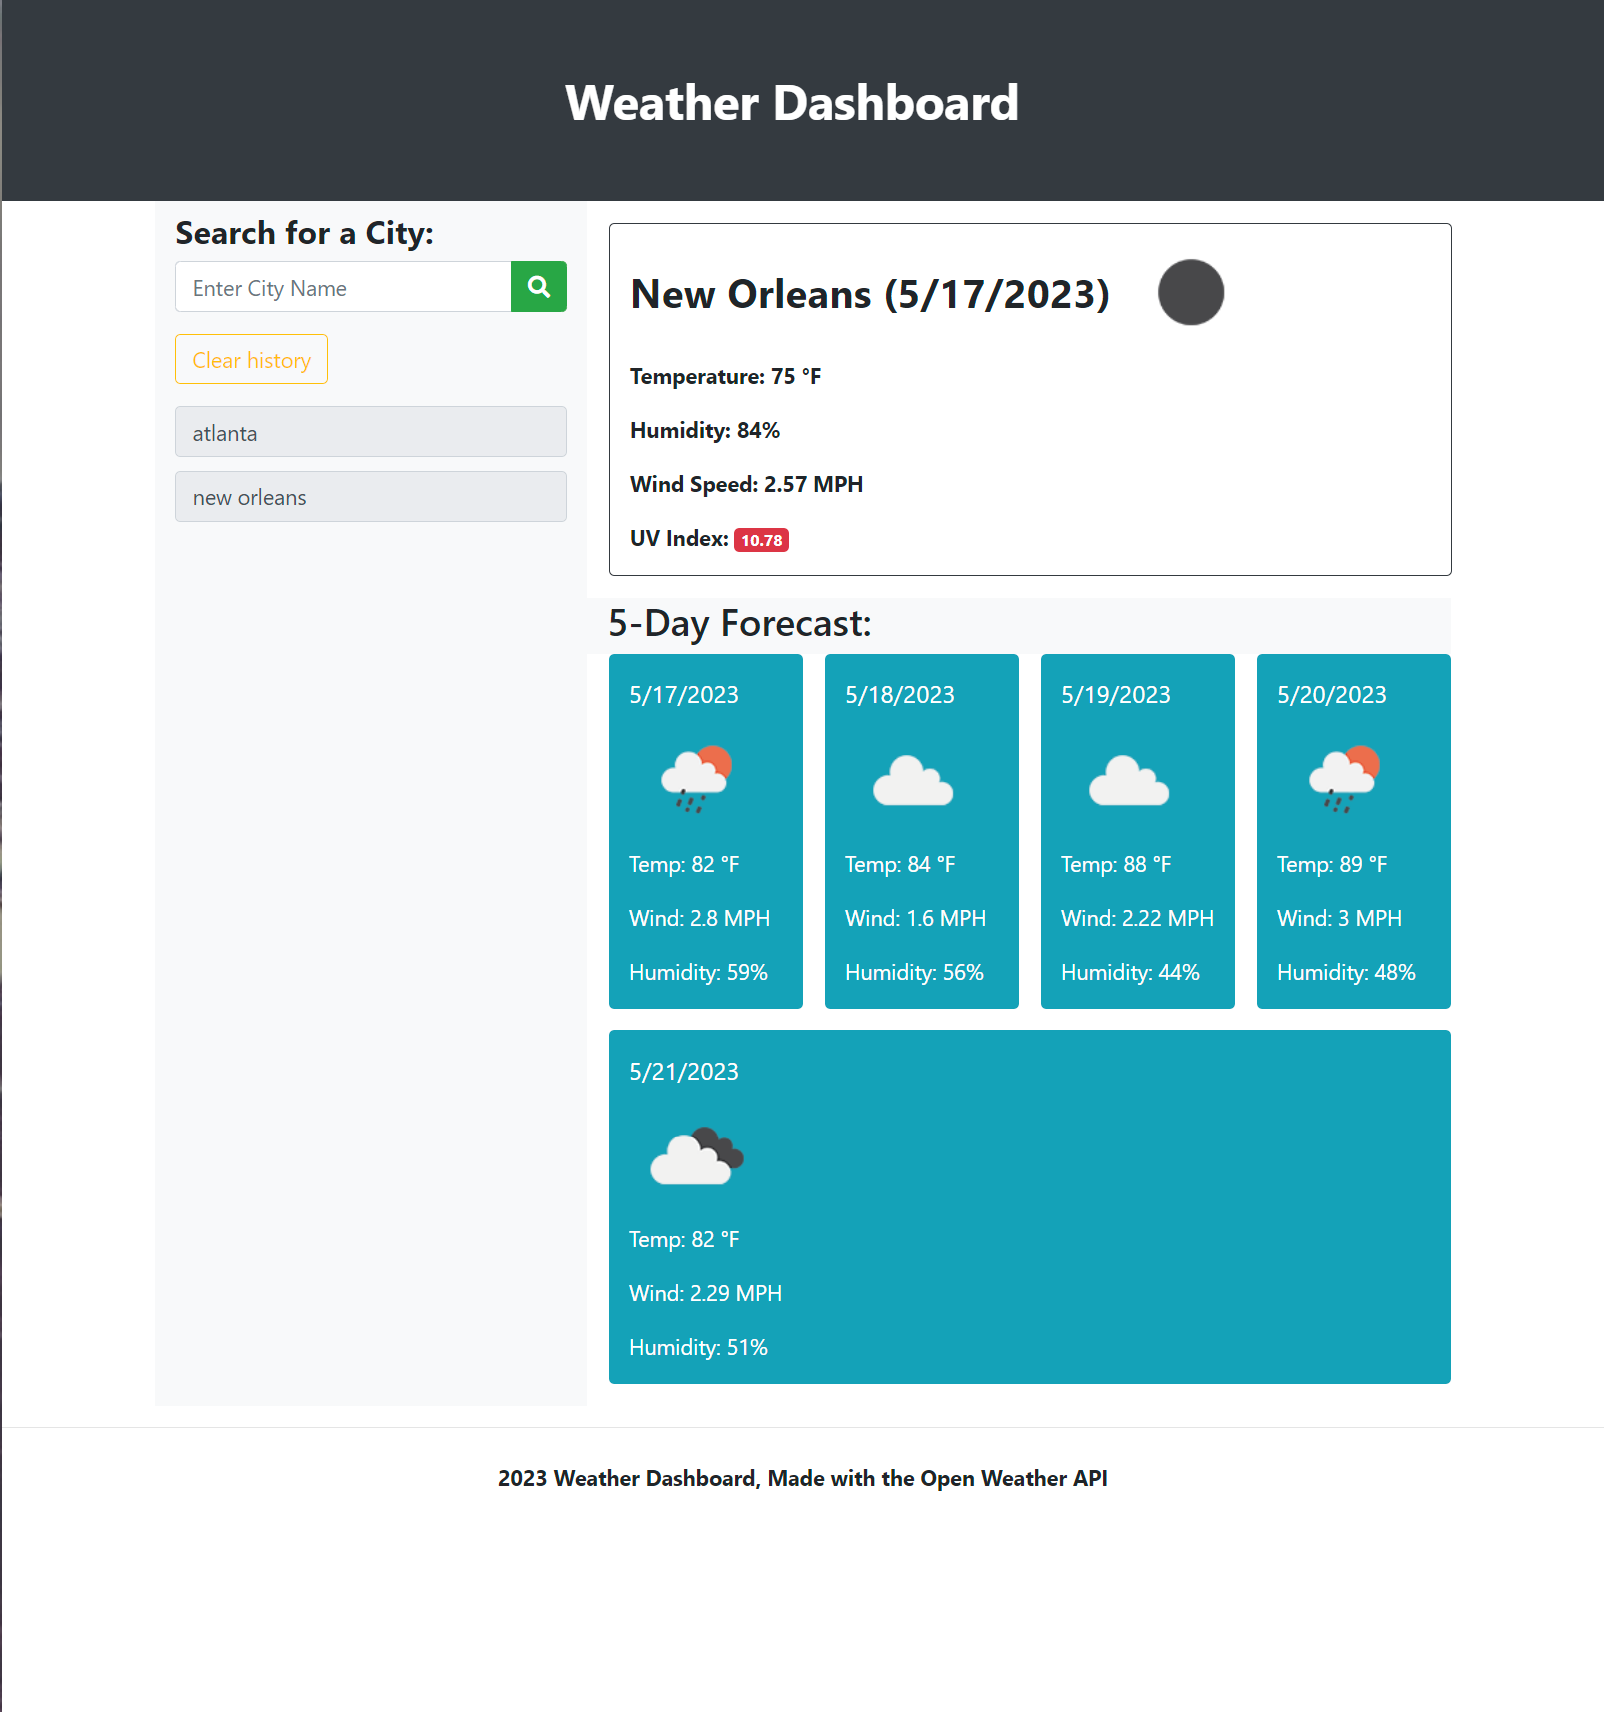 Weather Dashboard
Search for a City:
Enter City Name
Clear history
atlanta
new orleans
New Orleans (5/17/2023)
Temperature: 75 °F
Humidity: 84%
Wind Speed: 2.57 MPH
UV Index: 10.78
5-Day Forecast:
5/17/2023
Temp: 82 °F
Wind: 2.8 MPH
Humidity: 59%
5/18/2023
Temp: 84 °F
Wind: 1.6 MPH
Humidity: 56%
5/19/2023
Temp: 88 °F
Wind: 2.22 MPH
Humidity: 44%
5/20/2023
Temp: 89 °F
Wind: 3 MPH
Humidity: 48%
5/21/2023
Temp: 82 °F
Wind: 2.29 MPH
Humidity: 51%
2023 Weather Dashboard, Made with the Open Weather API